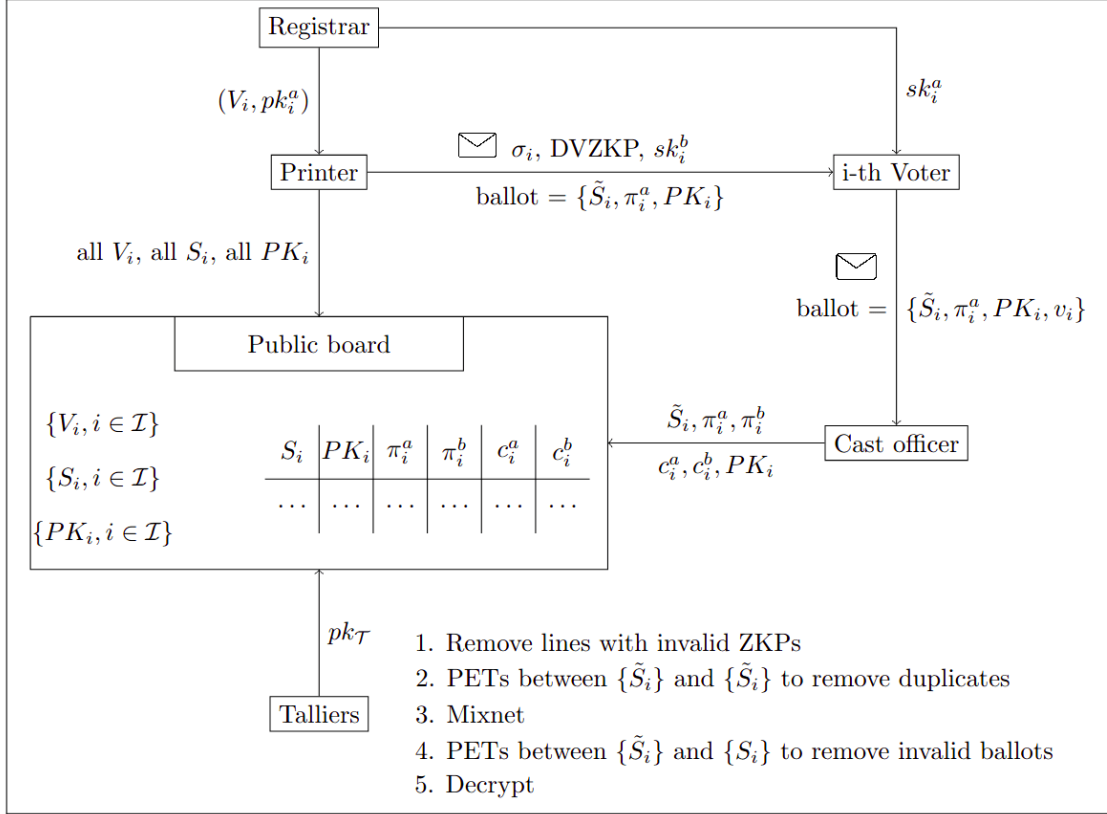 Registrar
(V_i, pk_i^a)
sk_i^a
σ_i, DVZKP, sk_i^b
Printer
i-th Voter
ballot = {S̃_i, π_i^a, PK_i}
all V_i, all S_i, all PK_i
ballot = {S̃_i, π_i^a, PK_i, v_i}
Public board
{V_i, i ∈ ℐ}
{S_i, i ∈ ℐ}
{PK_i, i ∈ ℐ}
S_i PK_i π_i^a π_i^b c_i^a c_i^b
... ... ... ... ... ...
S̃_i, π_i^a, π_i^b
Cast officer
c_i^a, c_i^b, PK_i
pk_𝒯
Talliers
1. Remove lines with invalid ZKPs
2. PETs between {S̃_i} and {S̃_i} to remove duplicates
3. Mixnet
4. PETs between {S̃_i} and {S_i} to remove invalid ballots
5. Decrypt